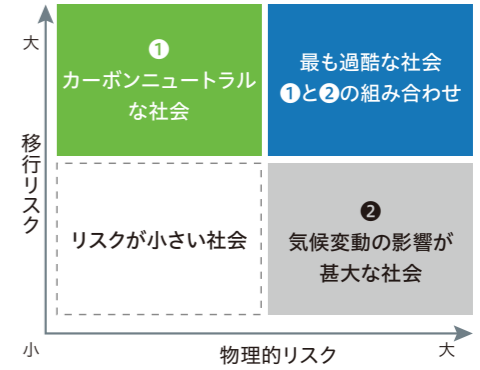 大
❶
カーボンニュートラル
な社会
最も過酷な社会
❶と❷の組み合わせ
移行リスク
リスクが小さい社会
❷
気候変動の影響が
甚大な社会
小
物理的リスク
大